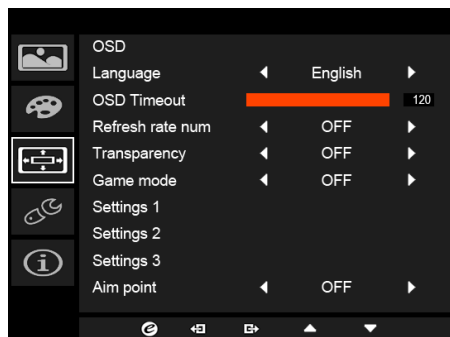 OSD
Language English
OSD Timeout 120
Refresh rate num OFF
Transparency OFF
Game mode OFF
Settings 1
Settings 2
Settings 3
Aim point OFF